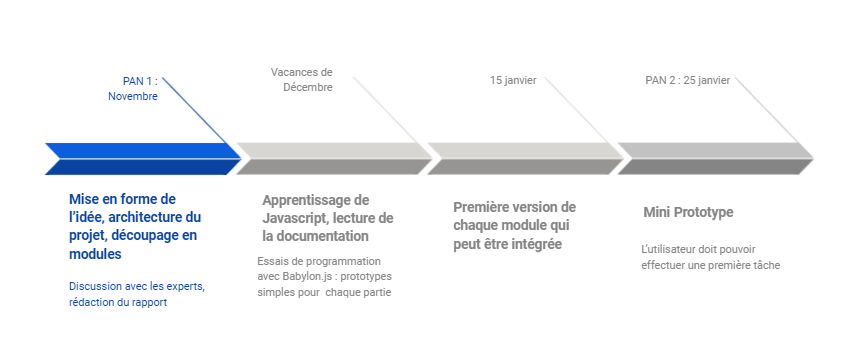 PAN 1 :
Novembre
Vacances de
Décembre
15 janvier
PAN 2 : 25 janvier
Mise en forme de
l'idée, architecture du
projet, découpage en
modules
Discussion avec les experts,
rédaction du rapport
Apprentissage de
Javascript, lecture de
la documentation
Essais de programmation
avec Babylon.js : prototypes
simples pour  chaque partie
Première version de
chaque module qui
peut être intégrée
Mini Prototype
L'utilisateur doit pouvoir
effectuer une première tâche